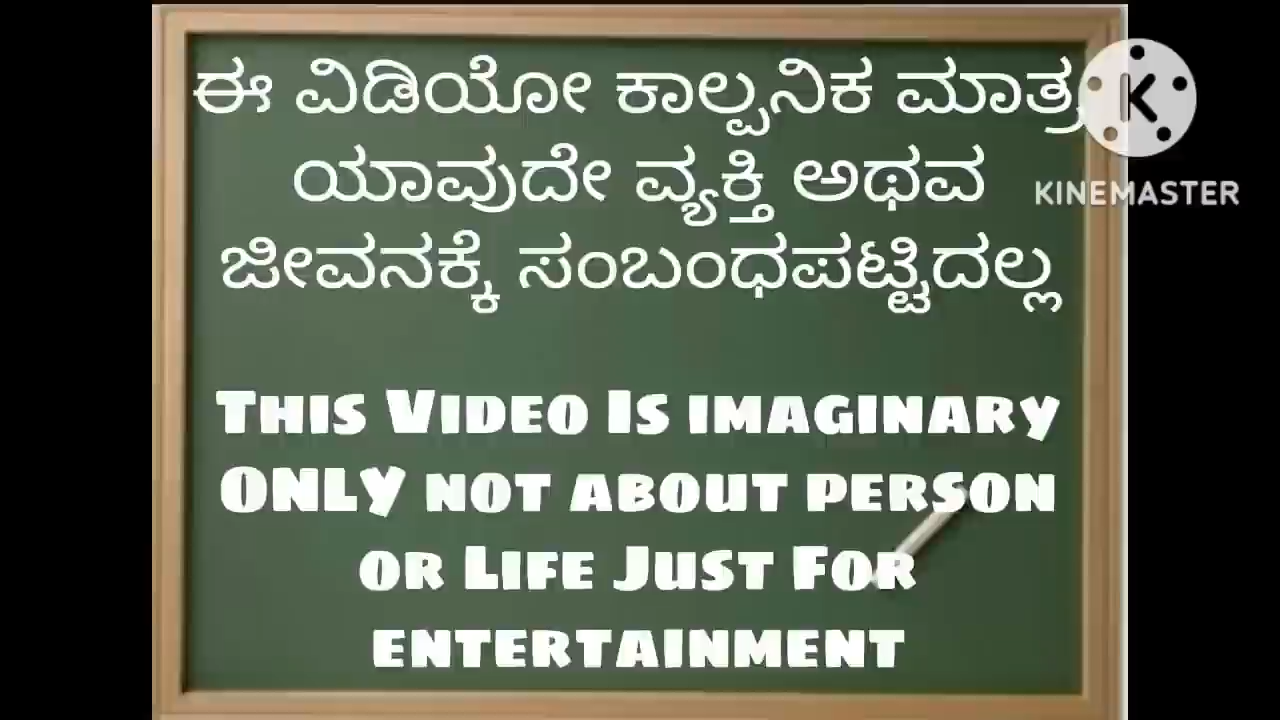 ಈ ವಿಡಿಯೋ ಕಾಲ್ಪನಿಕ ಮಾತ್ರ
ಯಾವುದೇ ವ್ಯಕ್ತಿ ಅಥವ
ಜೀವನಕ್ಕೆ ಸಂಬಂಧಪಟ್ಟಿದಲ್ಲ
THIS VIDEO IS IMAGINARY
ONLY NOT ABOUT PERSON
OR LIFE JUST FOR
ENTERTAINMENT
K
KINEMASTER